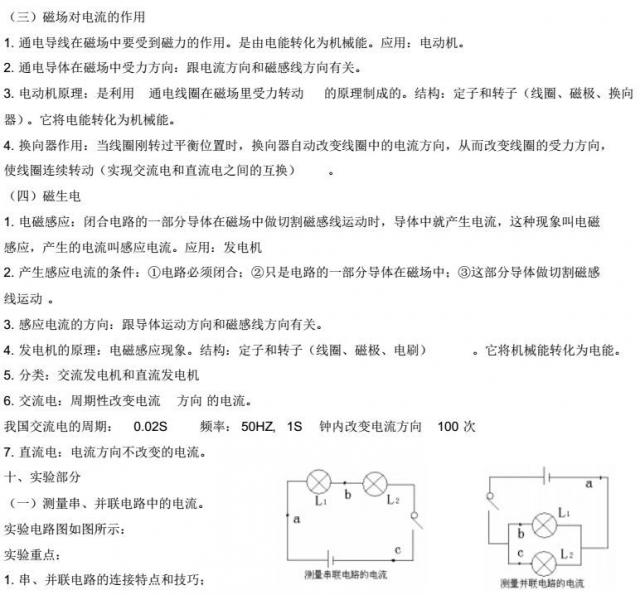 （三）磁场对电流的作用
1. 通电导线在磁场中要受到磁力的作用。是由电能转化为机械能。应用：电动机。
2. 通电导体在磁场中受力方向：跟电流方向和磁感线方向有关。
3. 电动机原理：是利用 通电线圈在磁场里受力转动 的原理制成的。结构：定子和转子（线圈、磁极、换向
器）。它将电能转化为机械能。
4. 换向器作用：当线圈刚转过平衡位置时，换向器自动改变线圈中的电流方向，从而改变线圈的受力方向，
使线圈连续转动（实现交流电和直流电之间的互换） 。
（四）磁生电
1. 电磁感应：闭合电路的一部分导体在磁场中做切割磁感线运动时，导体中就产生电流，这种现象叫电磁
感应，产生的电流叫感应电流。应用：发电机
2. 产生感应电流的条件：①电路必须闭合；②只是电路的一部分导体在磁场中；③这部分导体做切割磁感
线运动 。
3. 感应电流的方向：跟导体运动方向和磁感线方向有关。
4. 发电机的原理：电磁感应现象。结构：定子和转子（线圈、磁极、电刷） 。它将机械能转化为电能。
5. 分类：交流发电机和直流发电机
6. 交流电：周期性改变电流 方向 的电流。
我国交流电的周期： 0.02S 频率：50HZ, 1S 钟内改变电流方向 100 次
7. 直流电：电流方向不改变的电流。
十、实验部分
（一）测量串、并联电路中的电流。
实验电路图如图所示：
实验重点：
1. 串、并联电路的连接特点和技巧；
L1
b
L2
a
c
测量串联电路的电流
a
L1
b
c
L2
测量并联电路的电流